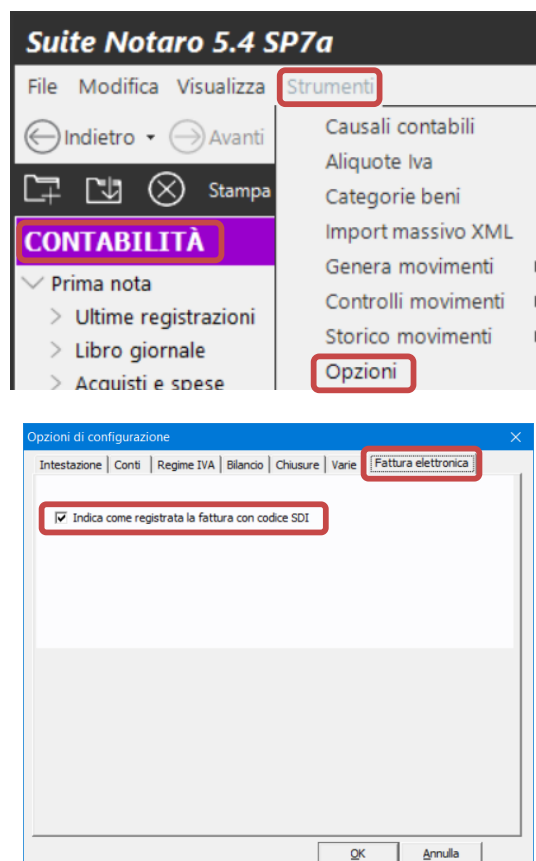 Suite Notaro 5.4 SP7a
File Modifica Visualizza Strumenti
Indietro Avanti
Stampa
CONTABILITÀ
Prima nota
Ultime registrazioni
Libro giornale
Acquisti e spese
Causali contabili
Aliquote Iva
Categorie beni
Import massivo XML
Genera movimenti
Controlli movimenti
Storico movimenti
Opzioni
Opzioni di configurazione
Intestazione Conti Regime IVA Bilancio Chiusure Varie Fattura elettronica
Indica come registrata la fattura con codice SDI
OK Annulla